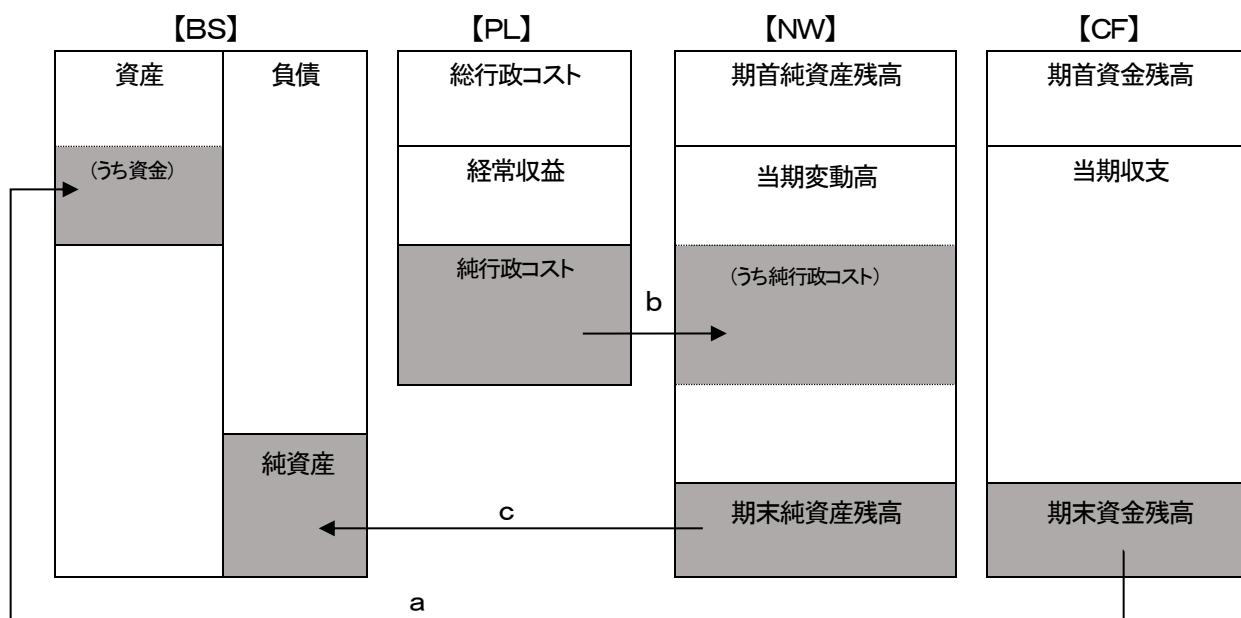 【BS】
【PL】
【NW】
【CF】
資産
負債
総行政コスト
期首純資産残高
期首資金残高
(うち資金)
経常収益
当期変動高
当期収支
純行政コスト
(うち純行政コスト)
b
純資産
c
期末純資産残高
期末資金残高
a